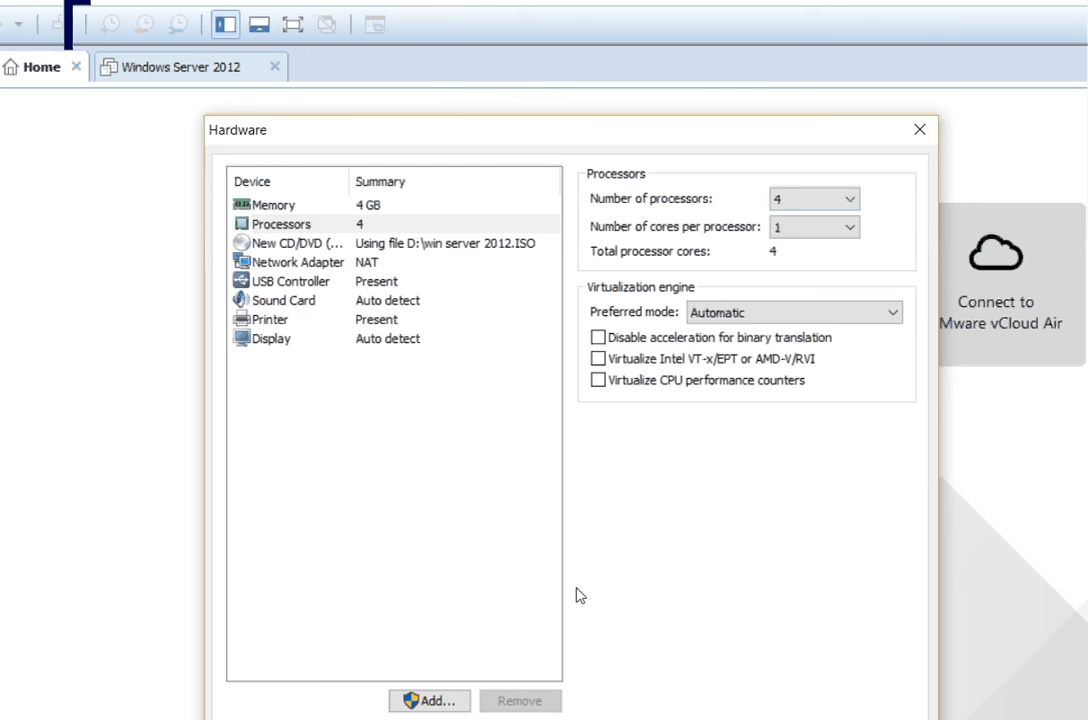 Home
Windows Server 2012
Hardware
Device Summary
Memory 4 GB
Processors 4
New CD/DVD (... Using file D:\win server 2012.ISO
Network Adapter NAT
USB Controller Present
Sound Card Auto detect
Printer Present
Display Auto detect
Add...
Remove
Processors
Number of processors: 4
Number of cores per processor: 1
Total processor cores: 4
Virtualization engine
Preferred mode: Automatic
Disable acceleration for binary translation
Virtualize Intel VT-x/EPT or AMD-V/RVI
Virtualize CPU performance counters
Connect to
Mware vCloud Air